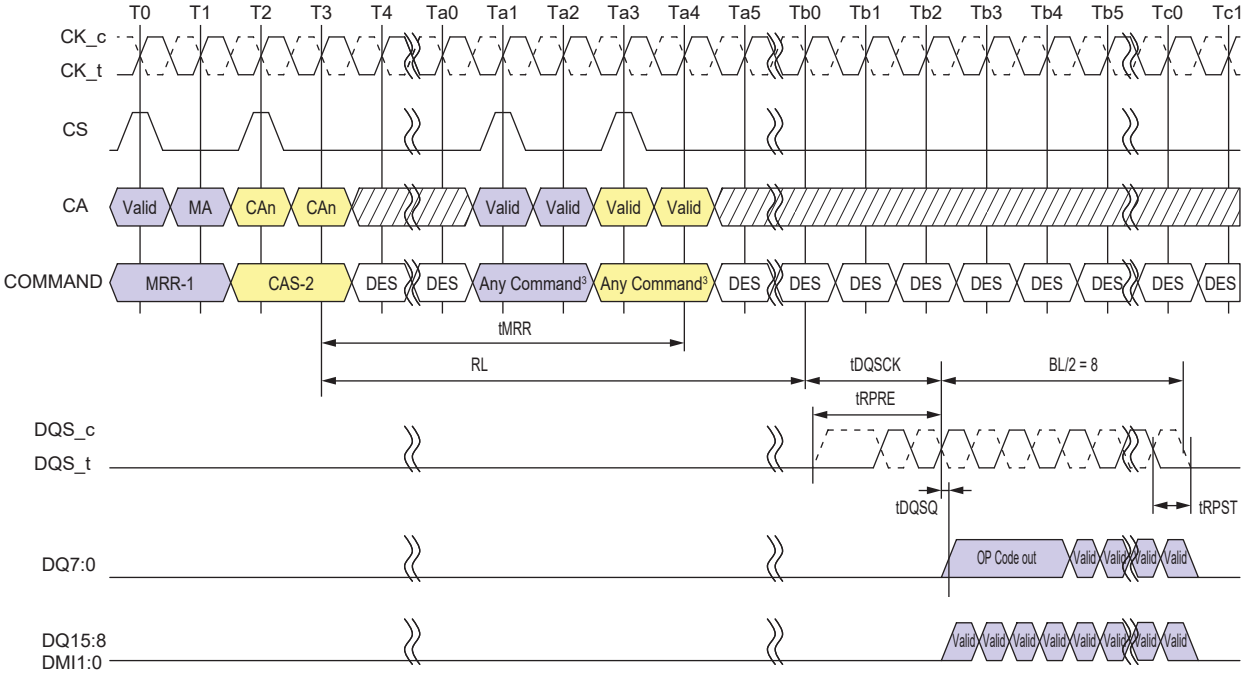 T0 T1 T2 T3 T4 Ta0 Ta1 Ta2 Ta3 Ta4 Ta5 Tb0 Tb1 Tb2 Tb3 Tb4 Tb5 Tc0 Tc1
CK_c
CK_t
CS
CA Valid MA CAn CAn Valid Valid Valid Valid
COMMAND MRR-1 CAS-2 DES DES Any Command³ Any Command³ DES DES DES DES DES DES DES DES DES
tMRR
RL tDQSCK BL/2 = 8
tRPRE
DQS_c
DQS_t
tDQSQ tRPST
DQ7:0 OP Code out Valid Valid Valid Valid
DQ15:8 Valid Valid Valid Valid Valid Valid Valid Valid
DMI1:0